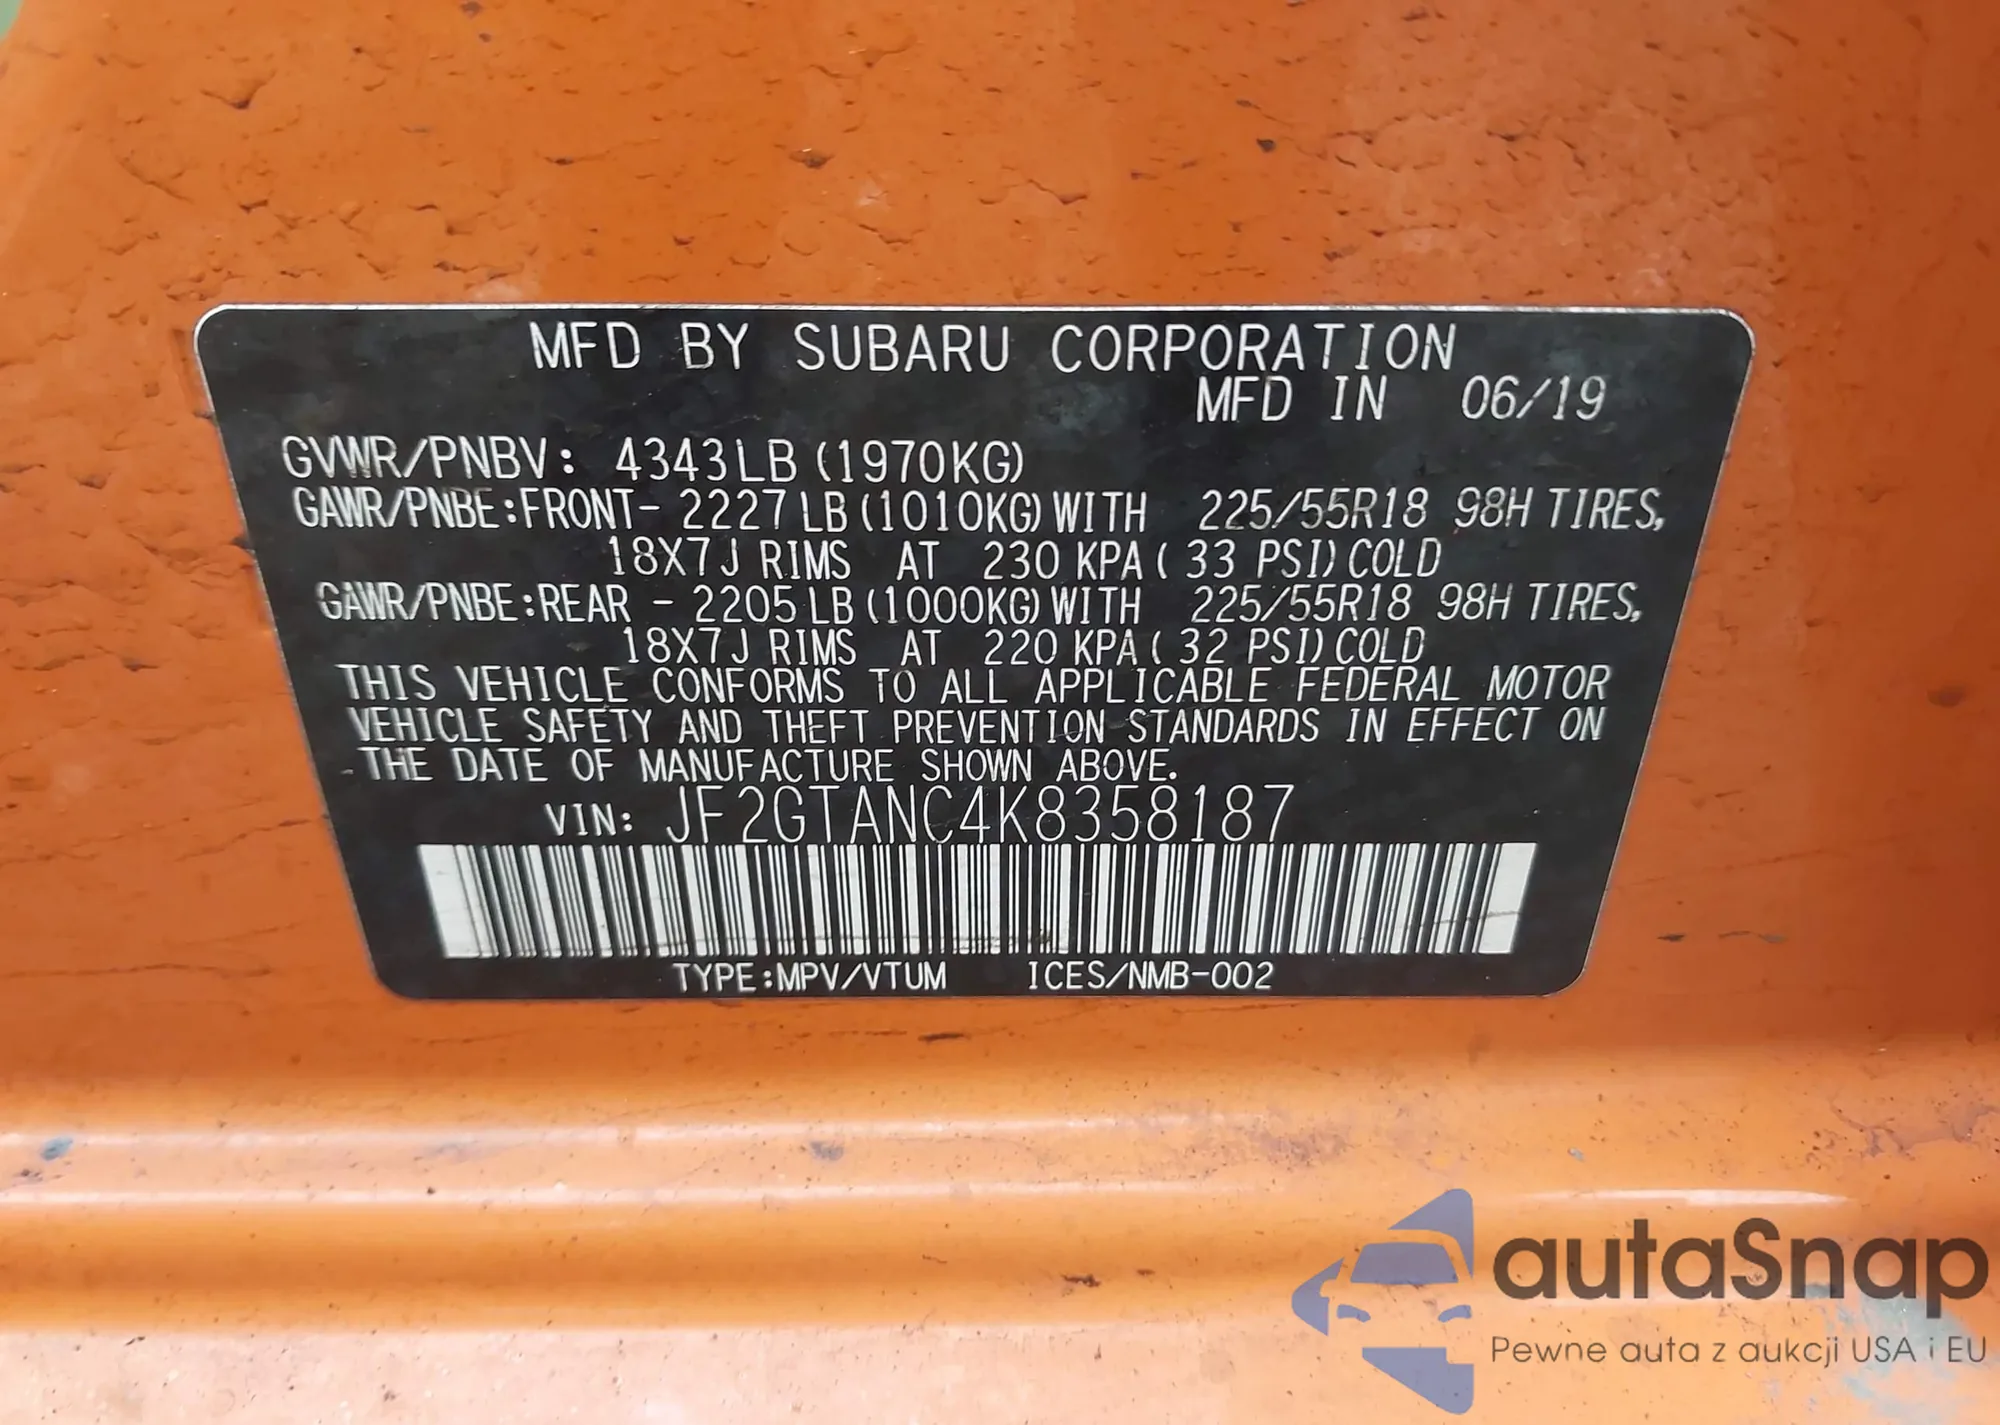 MFD BY SUBARU CORPORATION
MFD IN 06/19
GVWR/PNBV: 4343LB (1970KG)
GAWR/PNBE:FRONT- 2227LB(1010KG)WITH 225/55R18 98H TIRES,
18X7J RIMS AT 230 KPA( 33 PSI)COLD
GAWR/PNBE:REAR - 2205LB(1000KG)WITH 225/55R18 98H TIRES,
18X7J RIMS AT 220 KPA( 32 PSI)COLD
THIS VEHICLE CONFORMS TO ALL APPLICABLE FEDERAL MOTOR
VEHICLE SAFETY AND THEFT PREVENTION STANDARDS IN EFFECT ON
THE DATE OF MANUFACTURE SHOWN ABOVE.
VIN: JF2GTANC4K8358187
TYPE:MPV/VTUM ICES/NMB-002
autaSnap
Pewne auta z aukcji USA i EU